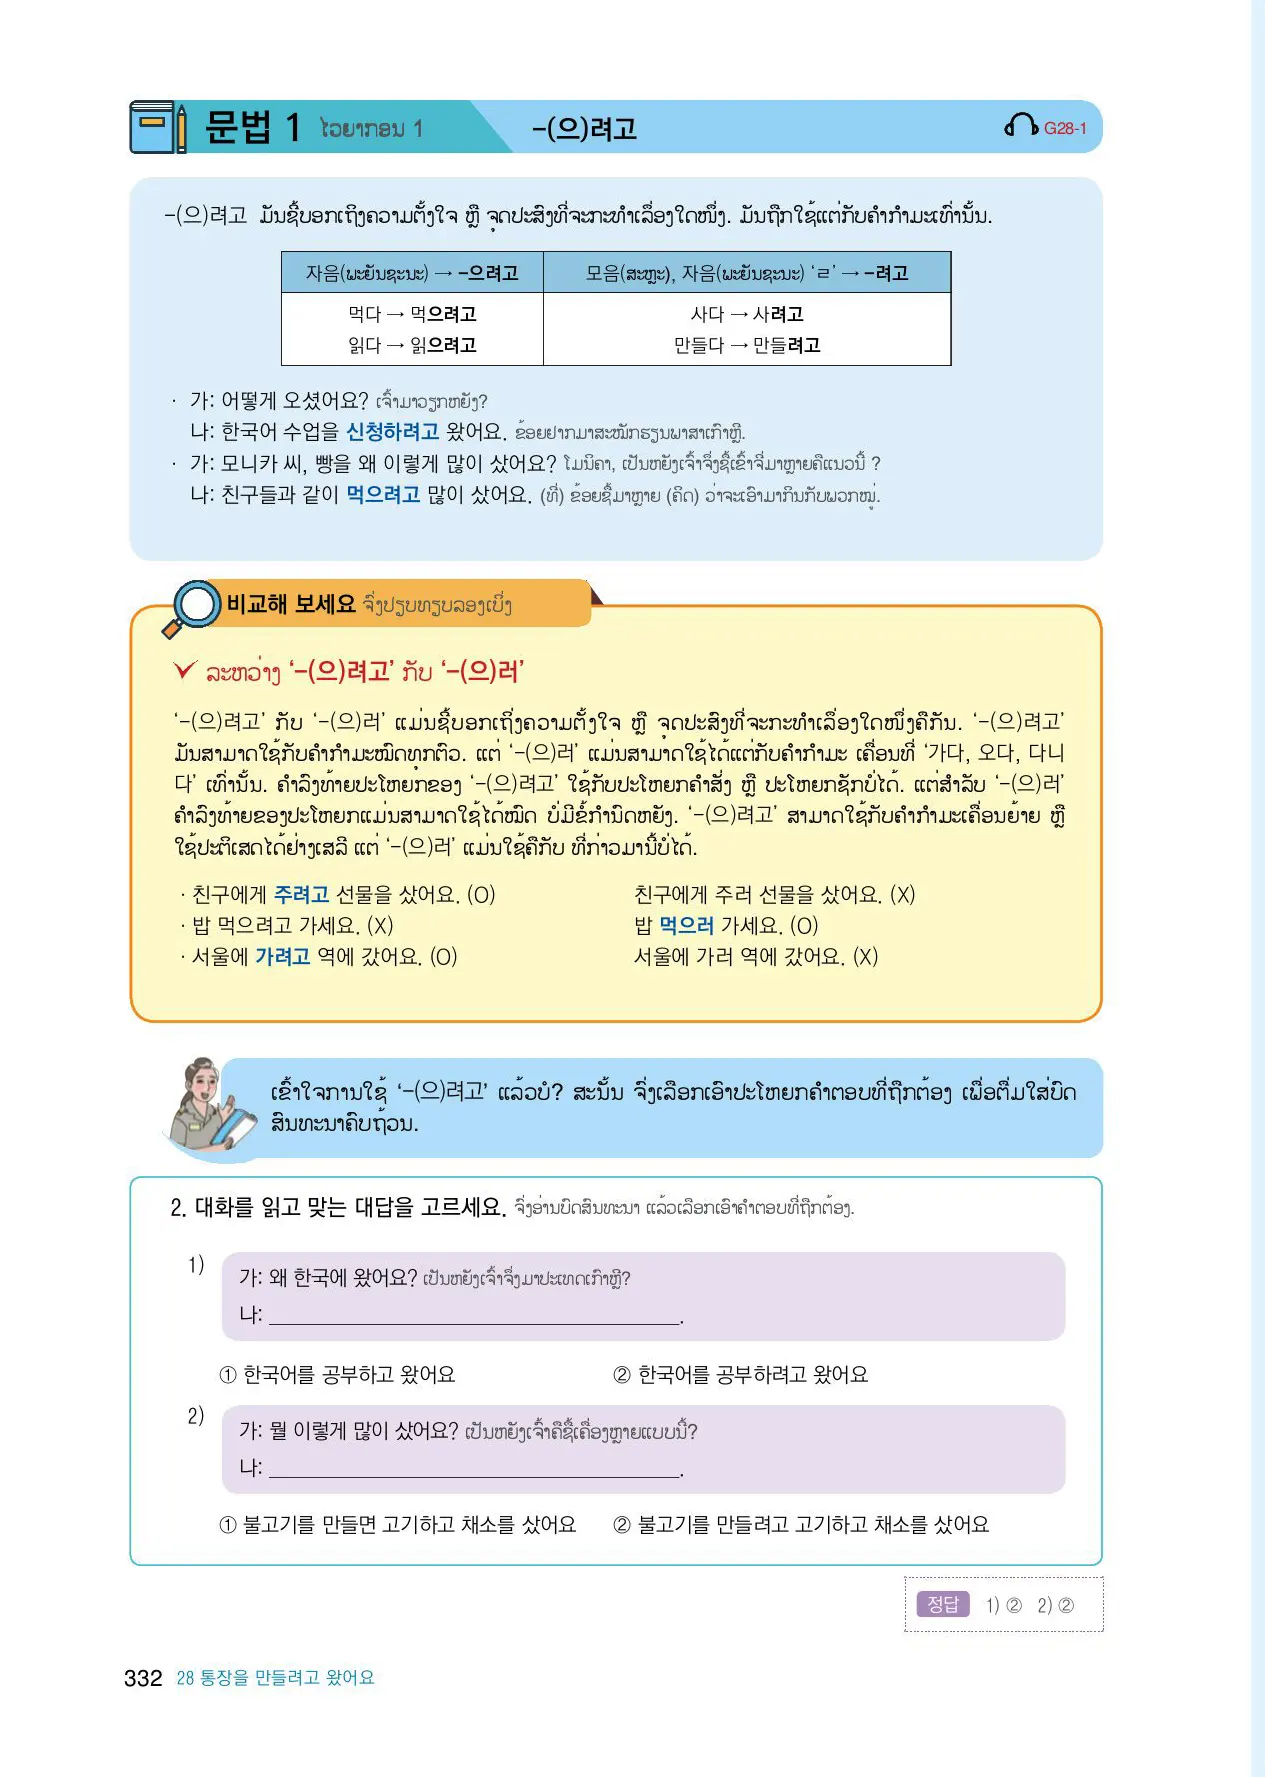 문법 1 ໄວຍາກອນ 1 -(으)려고 G28-1
-(으)려고 ມັນຊີ້ບອກເຖິງຄວາມຕັ້ງໃຈ ຫຼື ຈຸດປະສົງທີ່ຈະກະທຳເລື່ອງໃດໜຶ່ງ. ມັນຖືກໃຊ້ແຕ່ກັບຄຳກຳມະເທົ່ານັ້ນ.
자음(ພະຍັນຊະນະ) → -으려고 모음(ສະຫຼະ), 자음(ພະຍັນຊະນະ) ‘ㄹ’ → -려고
먹다 → 먹으려고 사다 → 사려고
읽다 → 읽으려고 만들다 → 만들려고
· 가: 어떻게 오셨어요? ເຈົ້າມາວຽກຫຍັງ?
나: 한국어 수업을 신청하려고 왔어요. ຂ້ອຍຢາກມາສະໝັກຮຽນພາສາເກົາຫຼີ.
· 가: 모니카 씨, 빵을 왜 이렇게 많이 샀어요? ໂມນິຄາ, ເປັນຫຍັງເຈົ້າຈຶ່ງຊື້ເຂົ້າຈີ່ມາຫຼາຍຄືແນວນີ້ ?
나: 친구들과 같이 먹으려고 많이 샀어요. (ທີ່) ຂ້ອຍຊື້ມາຫຼາຍ (ຄິດ) ວ່າຈະເອົາມາກິນກັບພວກໝູ່.
비교해 보세요 ຈົ່ງປຽບທຽບລອງເບິ່ງ
ລະຫວ່າງ ‘-(으)려고’ ກັບ ‘-(으)러’
‘-(으)려고’ ກັບ ‘-(으)러’ ແມ່ນຊີ້ບອກເຖິ່ງຄວາມຕັ້ງໃຈ ຫຼື ຈຸດປະສົງທີ່ຈະກະທຳເລື່ອງໃດໜຶ່ງຄືກັນ. ‘-(으)려고’
ມັນສາມາດໃຊ້ກັບຄຳກຳມະໝົດທຸກຕົວ. ແຕ່ ‘-(으)러’ ແມ່ນສາມາດໃຊ້ໄດ້ແຕ່ກັບຄຳກຳມະ ເຄື່ອນທີ່ ‘가다, 오다, 다니
다’ ເທົ່ານັ້ນ. ຄຳລົງທ້າຍປະໂຫຍກຂອງ ‘-(으)려고’ ໃຊ້ກັບປະໂຫຍກຄຳສັ່ງ ຫຼື ປະໂຫຍກຊັກບໍ່ໄດ້. ແຕ່ສຳລັບ ‘-(으)러’
ຄຳລົງທ້າຍຂອງປະໂຫຍກແມ່ນສາມາດໃຊ້ໄດ້ໝົດ ບໍ່ມີຂໍ້ກຳນົດຫຍັງ. ‘-(으)려고’ ສາມາດໃຊ້ກັບຄຳກຳມະເຄື່ອນຍ້າຍ ຫຼື
ໃຊ້ປະຕິເສດໄດ້ຢ່າງເສລີ ແຕ່ ‘-(으)러’ ແມ່ນໃຊ້ຄືກັບ ທີ່ກ່າວມານີ້ບໍ່ໄດ້.
· 친구에게 주려고 선물을 샀어요. (O) 친구에게 주러 선물을 샀어요. (X)
· 밥 먹으려고 가세요. (X) 밥 먹으러 가세요. (O)
· 서울에 가려고 역에 갔어요. (O) 서울에 가러 역에 갔어요. (X)
ເຂົ້າໃຈການໃຊ້ ‘-(으)려고’ ແລ້ວບໍ? ສະນັ້ນ ຈົ່ງເລືອກເອົາປະໂຫຍກຄຳຕອບທີ່ຖືກຕ້ອງ ເພື່ອຕື່ມໃສ່ບົດ
ສົນທະນາຄົບຖ້ວນ.
2. 대화를 읽고 맞는 대답을 고르세요. ຈົ່ງອ່ານບົດສົນທະນາ ແລ້ວເລືອກເອົາຄຳຕອບທີ່ຖືກຕ້ອງ.
1) 가: 왜 한국에 왔어요? ເປັນຫຍັງເຈົ້າຈຶ່ງມາປະເທດເກົາຫຼີ?
나: ______.
① 한국어를 공부하고 왔어요 ② 한국어를 공부하려고 왔어요
2) 가: 뭘 이렇게 많이 샀어요? ເປັນຫຍັງເຈົ້າຄືຊື້ເຄື່ອງຫຼາຍແບບນີ້?
나: ______.
① 불고기를 만들면 고기하고 채소를 샀어요 ② 불고기를 만들려고 고기하고 채소를 샀어요
정답 1) ② 2) ②
332 28 통장을 만들려고 왔어요